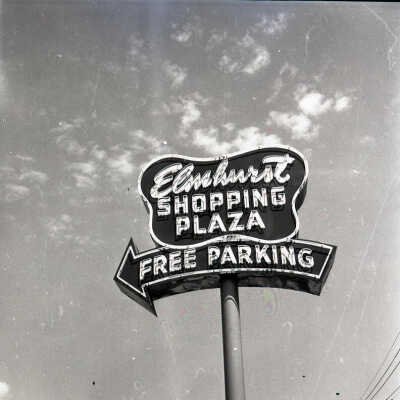 Elmhurst
SHOPPING
PLAZA
FREE PARKING